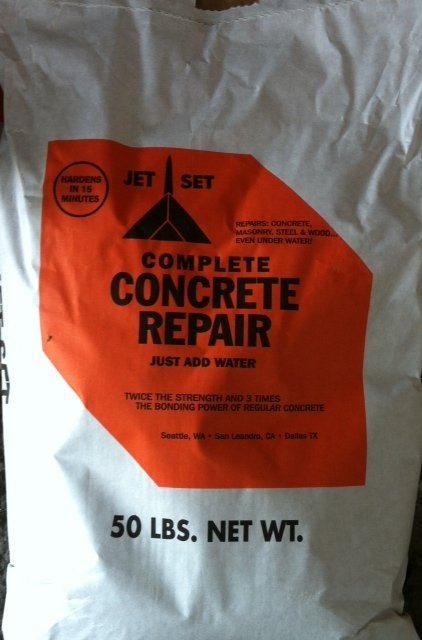 HARDENS
IN 15
MINUTES
JET SET
REPAIRS: CONCRETE,
MASONRY, STEEL & WOOD...
EVEN UNDER WATER!
COMPLETE
CONCRETE
REPAIR
JUST ADD WATER
TWICE THE STRENGTH AND 3 TIMES
THE BONDING POWER OF REGULAR CONCRETE
Seattle, WA • San Leandro, CA • Dallas TX
50 LBS. NET WT.